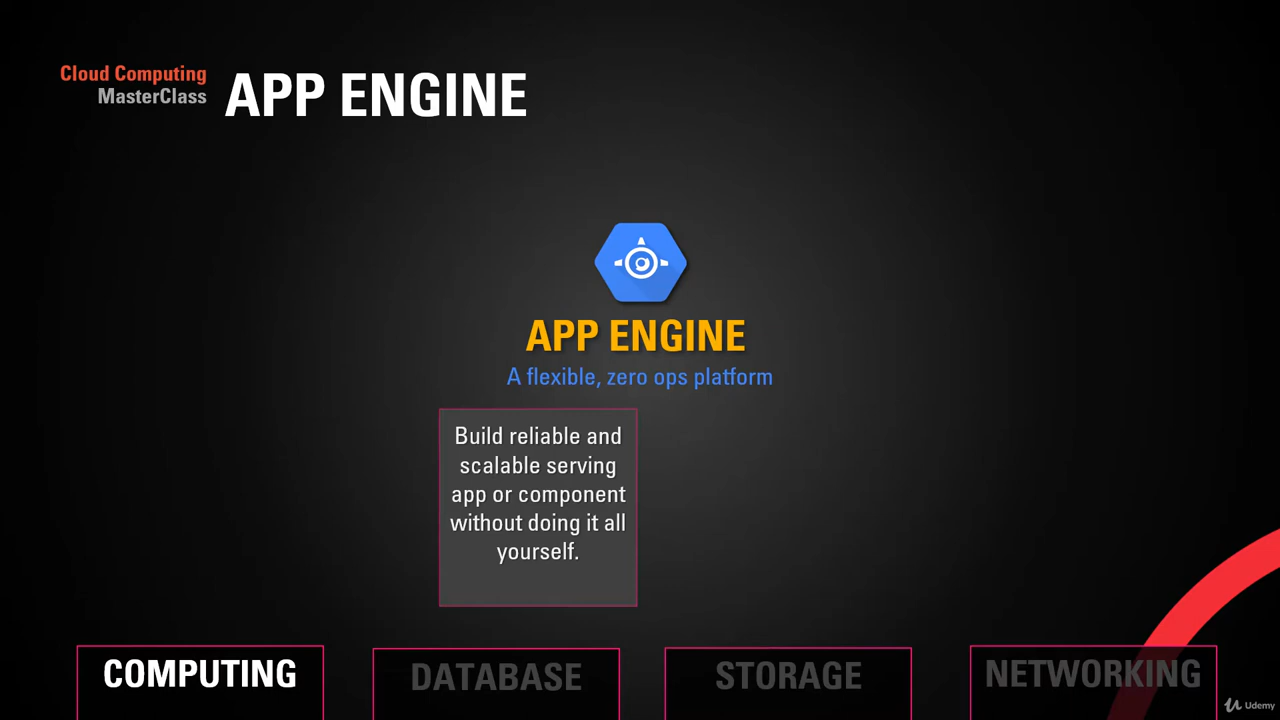 Cloud Computing
MasterClass
APP ENGINE
APP ENGINE
A flexible, zero ops platform
Build reliable and
scalable serving
app or component
without doing it all
yourself.
COMPUTING
DATABASE
STORAGE
NETWORKING
Udemy